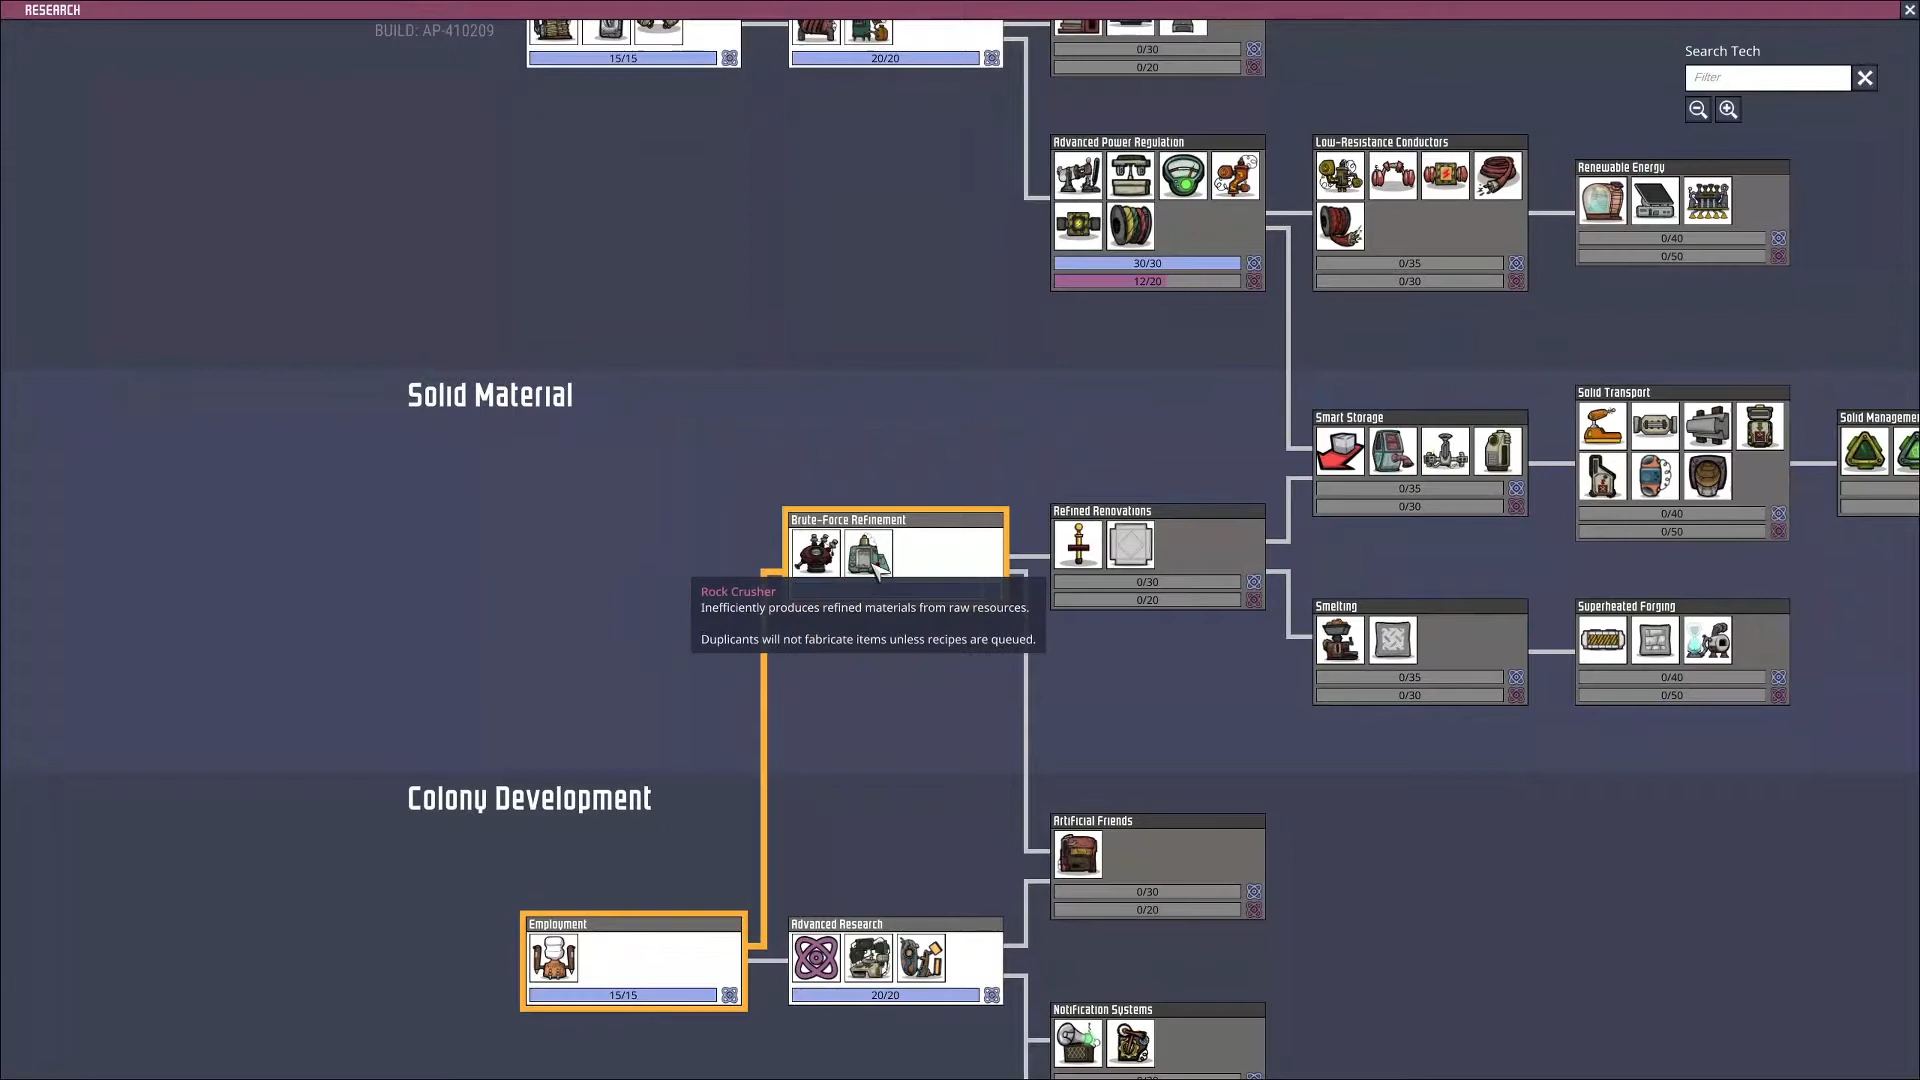 RESEARCH
BUILD: AP-410209
Search Tech
Filter
15/15
20/20
0/30
0/20
Advanced Power Regulation
30/30
12/20
Low-Resistance Conductors
0/35
0/30
Renewable Energy
0/40
0/50
Solid Material
Smart Storage
0/35
0/30
Solid Transport
0/40
0/50
Solid Managemen
Brute-Force Refinement
Rock Crusher
Inefficiently produces refined materials from raw resources.
Duplicants will not fabricate items unless recipes are queued.
Refined Renovations
0/30
0/20
Smelting
0/35
0/30
Superheated Forging
0/40
0/50
Colony Development
Artificial Friends
0/30
0/20
Employment
15/15
Advanced Research
20/20
Notification Systems